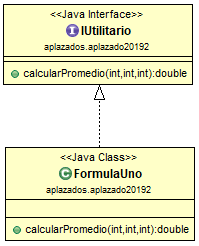 <<Java Interface>>
IUtilitario
aplazados.aplazado20192
calcularPromedio(int,int,int):double
<<Java Class>>
FormulaUno
aplazados.aplazado20192
calcularPromedio(int,int,int):double